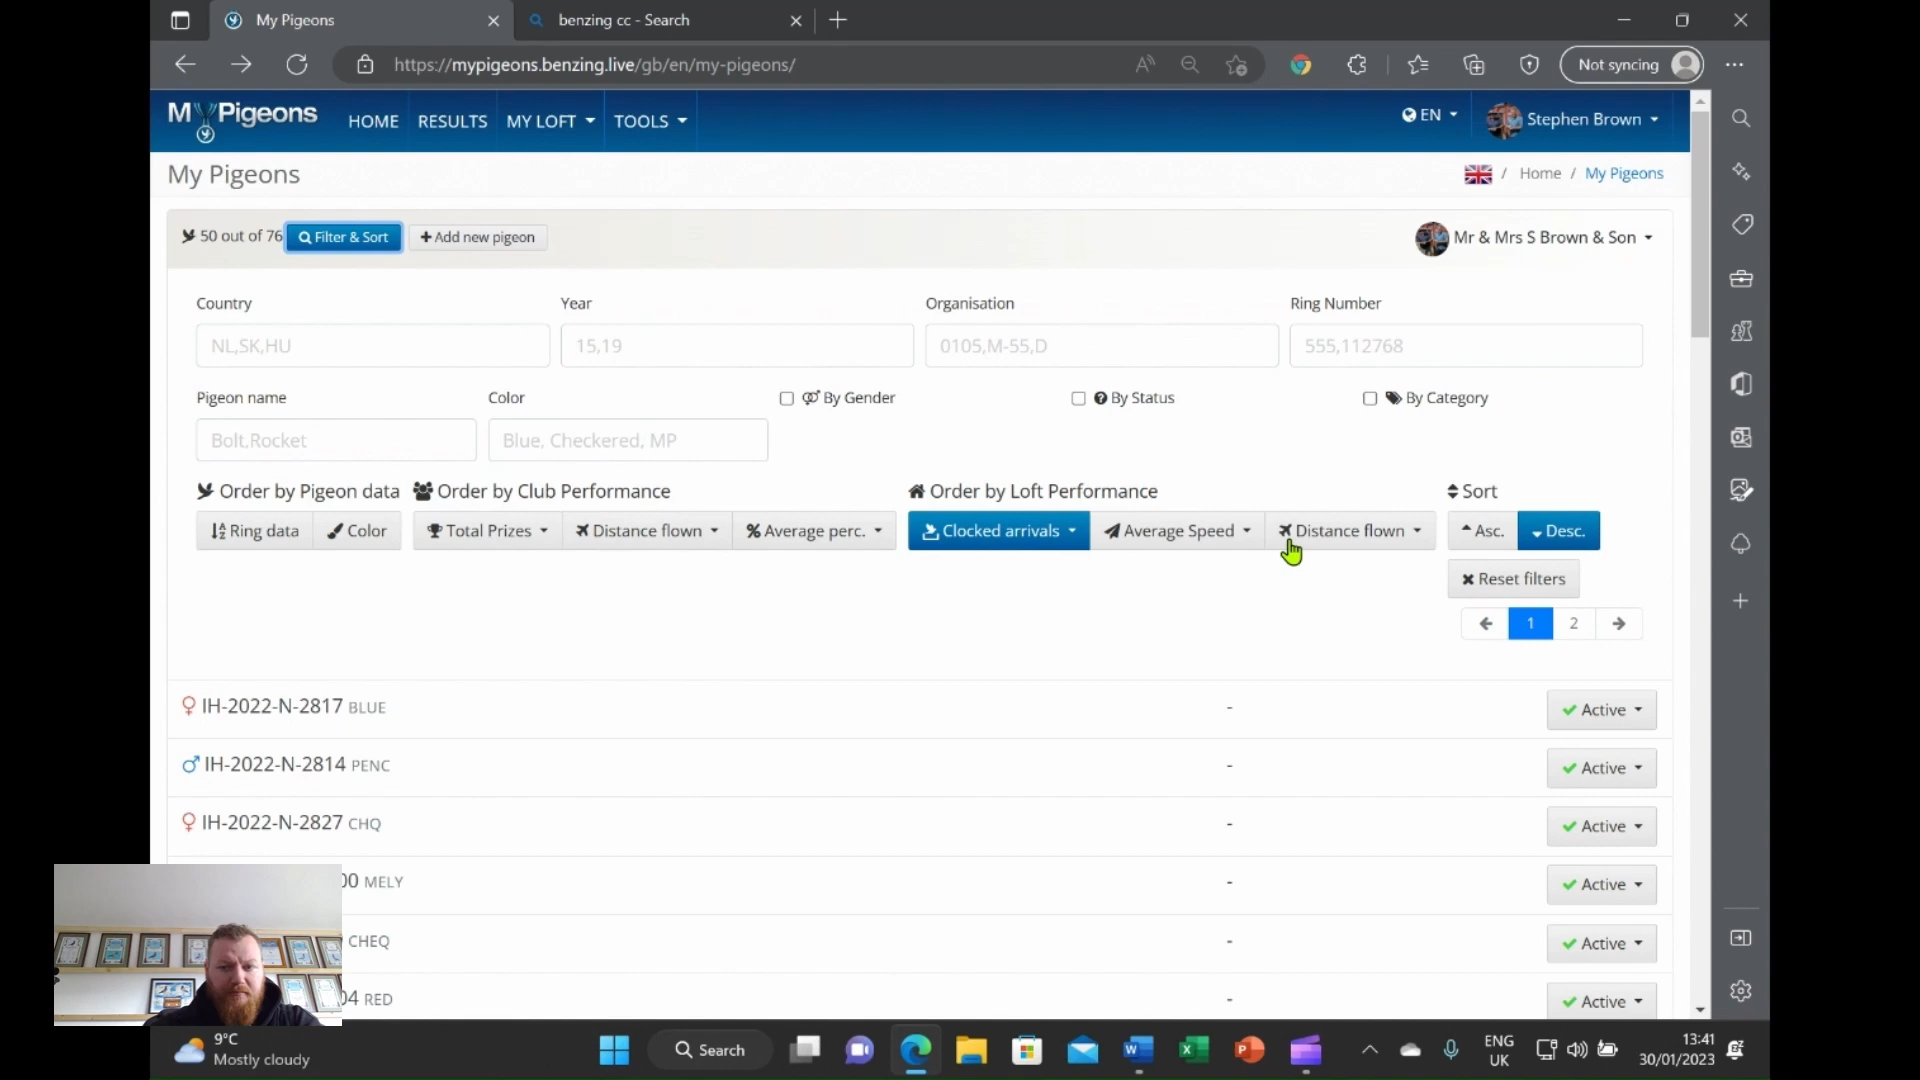 My Pigeons
benzing cc - Search
https://mypigeons.benzing.live/gb/en/my-pigeons/
Not syncing
MyPigeons
HOME
RESULTS
MY LOFT
TOOLS
EN
Stephen Brown
My Pigeons
/ Home / My Pigeons
50 out of 76
Filter & Sort
Add new pigeon
Mr & Mrs S Brown & Son
Country
Year
Organisation
Ring Number
NL,SK,HU
15,19
0105,M-55,D
555,112768
Pigeon name
Color
By Gender
By Status
By Category
Bolt,Rocket
Blue, Checkered, MP
Order by Pigeon data
Order by Club Performance
Order by Loft Performance
Sort
Ring data
Color
Total Prizes
Distance flown
Average perc.
Clocked arrivals
Average Speed
Distance flown
Asc.
Desc.
Reset filters
1
2
IH-2022-N-2817 BLUE
-
Active
IH-2022-N-2814 PENC
-
Active
IH-2022-N-2827 CHQ
-
Active
00 MELY
-
Active
CHEQ
-
Active
04 RED
-
Active
9°C
Mostly cloudy
Search
ENG
UK
13:41
30/01/2023